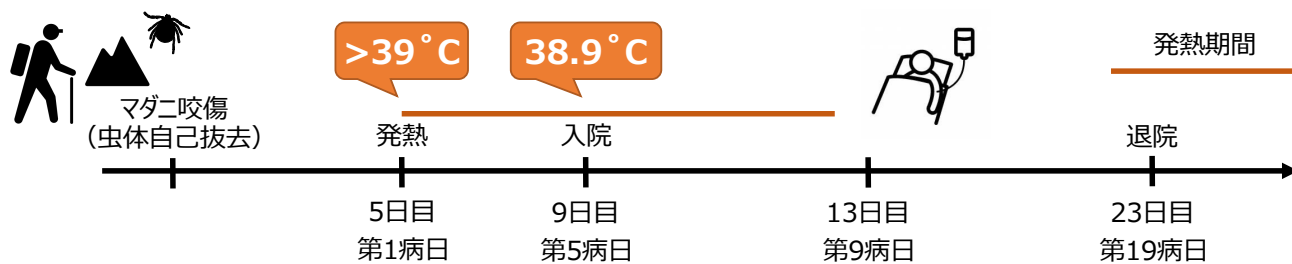 >39˚C
38.9˚C
発熱期間
マダニ咬傷
（虫体自己抜去）
発熱
入院
退院
5日目
第1病日
9日目
第5病日
13日目
第9病日
23日目
第19病日